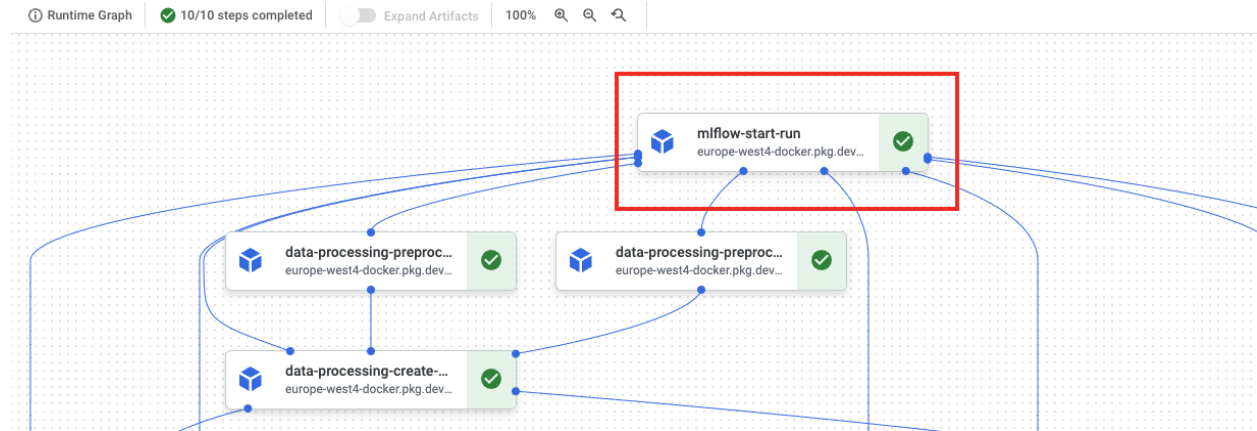 Runtime Graph
10/10 steps completed
Expand Artifacts
100%
mlflow-start-run
europe-west4-docker.pkg.dev...
data-processing-preproc...
europe-west4-docker.pkg.dev...
data-processing-preproc...
europe-west4-docker.pkg.dev...
data-processing-create-...
europe-west4-docker.pkg.dev...